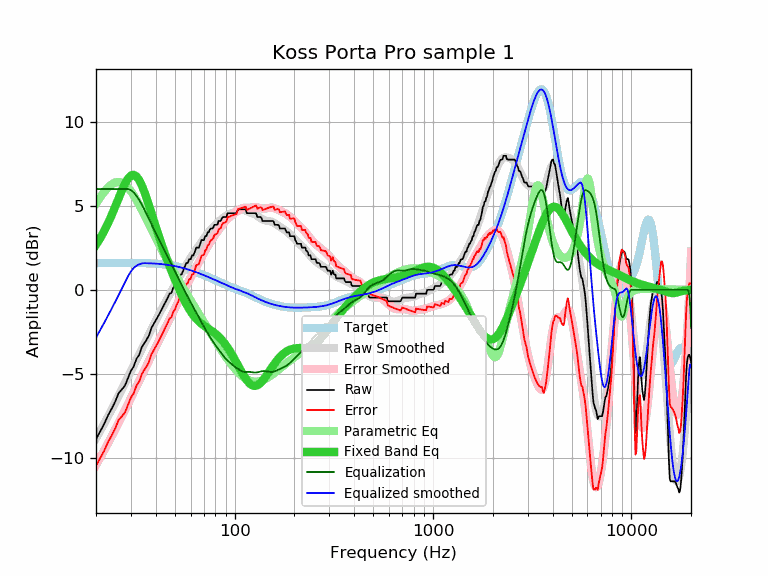 Koss Porta Pro sample 1
10
5
0
−5
−10
Amplitude (dBr)
Target
Raw Smoothed
Error Smoothed
Raw
Error
Parametric Eq
Fixed Band Eq
Equalization
Equalized smoothed
100 1000 10000
Frequency (Hz)